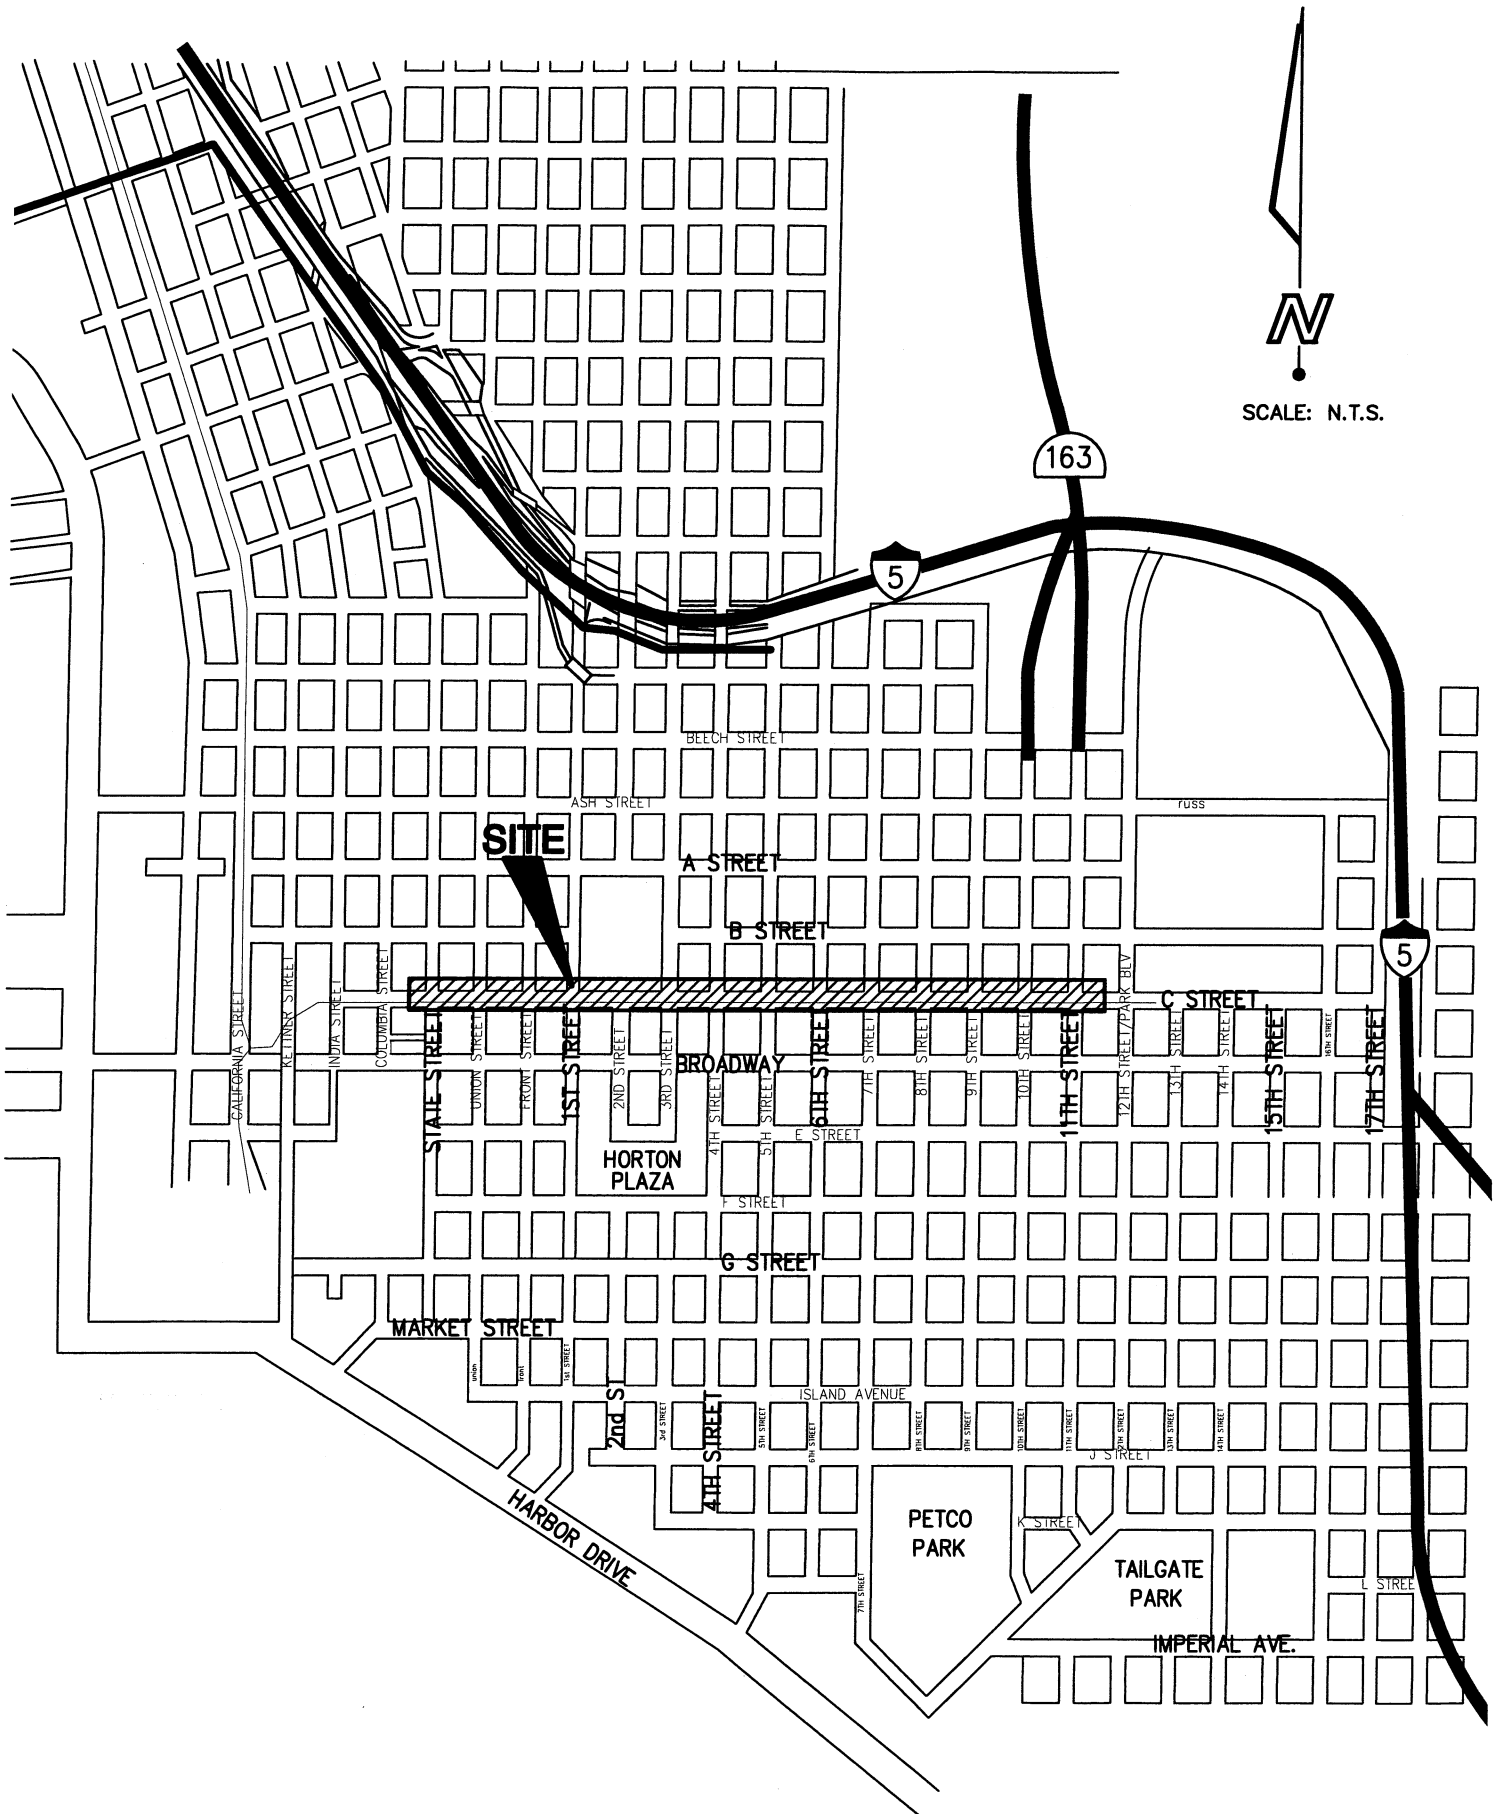 N
SCALE: N.T.S.
163
5
BEECH STREET
ASH STREET
russ
SITE
A STREET
B STREET
5
C STREET
CALIFORNIA STREET
KETTNER STREET
INDIA STREET
COLUMBIA STREET
STATE STREET
UNION STREET
FRONT STREET
1ST STREET
2ND STREET
3RD STREET
BROADWAY
4TH STREET
5TH STREET
6TH STREET
7TH STREET
8TH STREET
9TH STREET
10TH STREET
11TH STREET
12TH STREET/PARK BLV
13TH STREET
14TH STREET
15TH STREET
16TH STREET
17TH STREET
E STREET
HORTON
PLAZA
F STREET
G STREET
MARKET STREET
union
front
1st STREET
ISLAND AVENUE
2nd ST
3rd STREET
4TH STREET
5TH STREET
6TH STREET
8TH STREET
9TH STREET
10TH STREET
11TH STREET
12TH STREET
13TH STREET
14TH STREET
J STREET
HARBOR DRIVE
PETCO
PARK
K STREET
TAILGATE
PARK
7TH STREET
L STREE
IMPERIAL AVE.